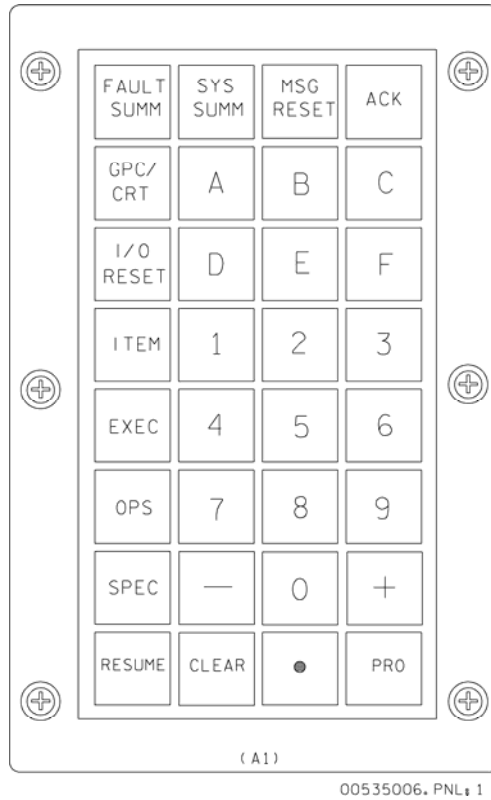 FAULT SUMM SYS SUMM MSG RESET ACK
GPC/ CRT A B C
I/O RESET D E F
ITEM 1 2 3
EXEC 4 5 6
OPS 7 8 9
SPEC — 0 +
RESUME CLEAR ● PRO
(A1)
00535006.PNL; 1